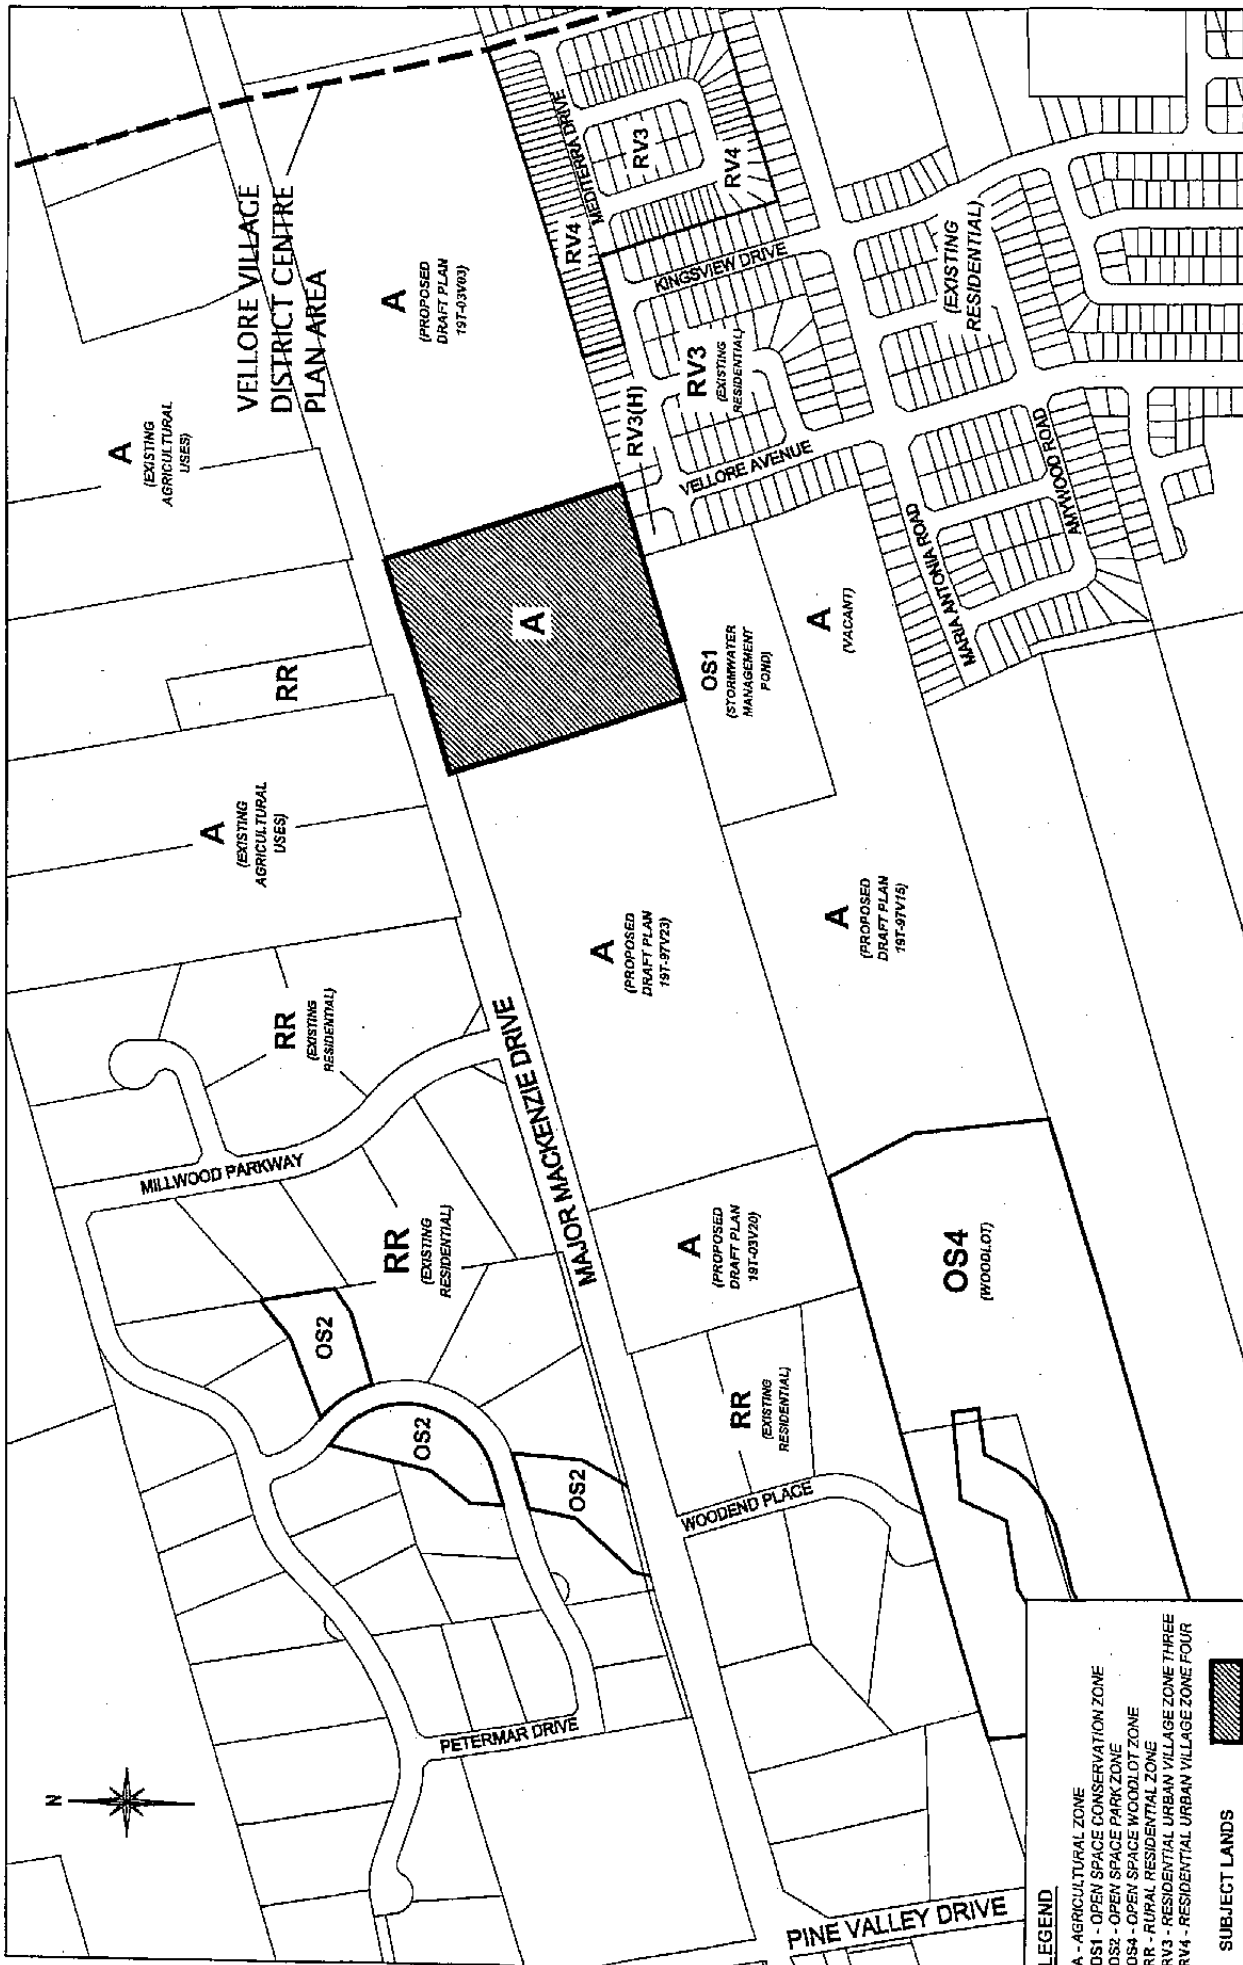 VELLORE VILLAGE
DISTRICT CENTRE
PLAN AREA
A
(EXISTING
AGRICULTURAL
USES)
A
(PROPOSED
DRAFT PLAN
19T-03V03)
RV4
MEDITERRA DRIVE
RV3
RV4
KINGSVIEW DRIVE
(EXISTING
RESIDENTIAL)
RV3
(EXISTING
RESIDENTIAL)
RV3(H)
VELLORE AVENUE
AMYWOOD ROAD
MARIA ANTONIA ROAD
A
RR
OS1
(STORMWATER
MANAGEMENT
POND)
A
(VACANT)
A
(EXISTING
AGRICULTURAL
USES)
A
(PROPOSED
DRAFT PLAN
19T-97V23)
A
(PROPOSED
DRAFT PLAN
19T-97V15)
RR
(EXISTING
RESIDENTIAL)
MAJOR MACKENZIE DRIVE
MILLWOOD PARKWAY
RR
(EXISTING
RESIDENTIAL)
A
(PROPOSED
DRAFT PLAN
19T-03V20)
OS4
(WOODLOT)
OS2
OS2
OS2
RR
(EXISTING
RESIDENTIAL)
WOODEND PLACE
PETERMAR DRIVE
N
PINE VALLEY DRIVE
LEGEND
A - AGRICULTURAL ZONE
OS1 - OPEN SPACE CONSERVATION ZONE
OS2 - OPEN SPACE PARK ZONE
OS4 - OPEN SPACE WOODLOT ZONE
RR - RURAL RESIDENTIAL ZONE
RV3 - RESIDENTIAL URBAN VILLAGE ZONE THREE
RV4 - RESIDENTIAL URBAN VILLAGE ZONE FOUR
SUBJECT LANDS